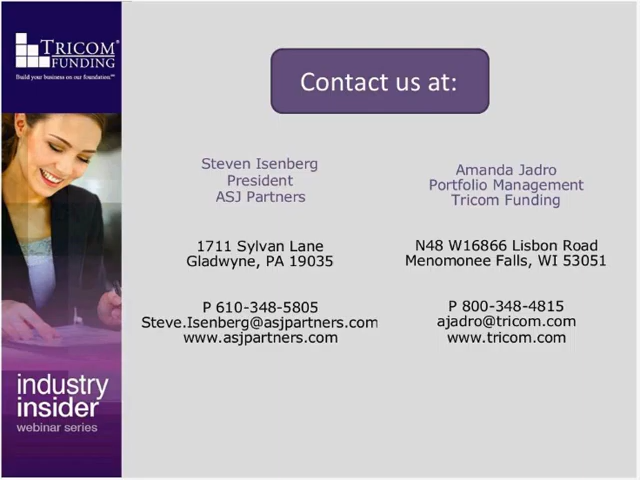 TRICOM®
FUNDING
Build your business on our foundation.℠
Contact us at:
Steven Isenberg
President
ASJ Partners
1711 Sylvan Lane
Gladwyne, PA 19035
P 610-348-5805
Steve.Isenberg@asjpartners.com
www.asjpartners.com
Amanda Jadro
Portfolio Management
Tricom Funding
N48 W16866 Lisbon Road
Menomonee Falls, WI 53051
P 800-348-4815
ajadro@tricom.com
www.tricom.com
industry
insider
webinar series